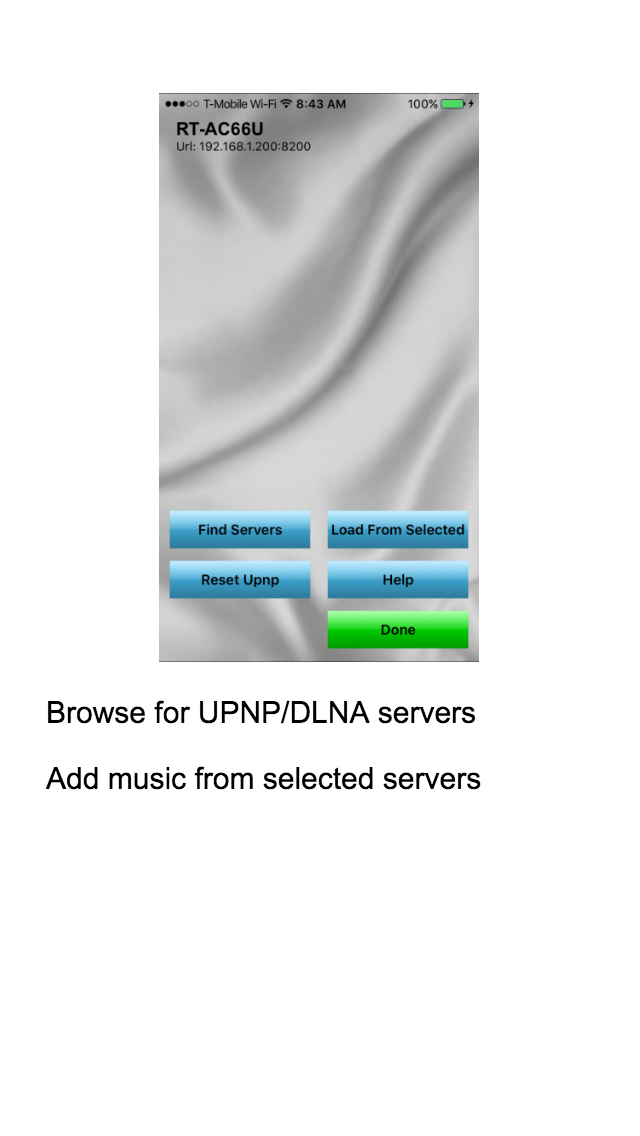 T-Mobile Wi-Fi 8:43 AM 100%
RT-AC66U
Url: 192.168.1.200:8200
Find Servers Load From Selected
Reset Upnp Help
Done
Browse for UPNP/DLNA servers
Add music from selected servers